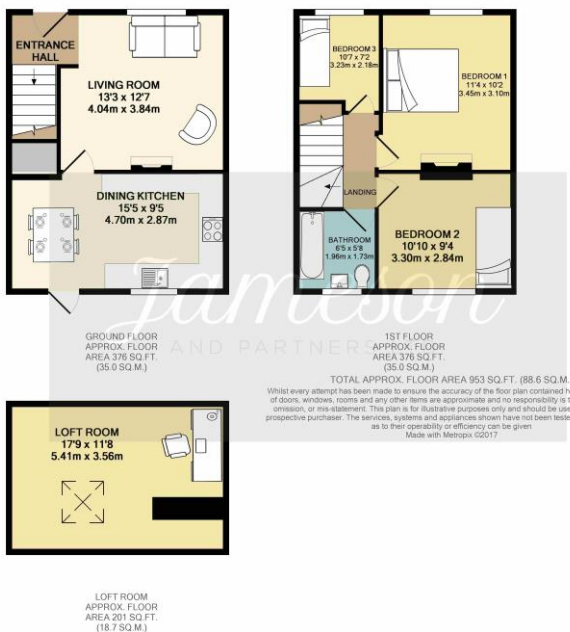 ENTRANCE
HALL
LIVING ROOM
13'3 x 12'7
4.04m x 3.84m
DINING KITCHEN
15'5 x 9'5
4.70m x 2.87m
GROUND FLOOR
APPROX. FLOOR
AREA 376 SQ.FT.
(35.0 SQ.M.)
BEDROOM 3
10'7 x 7'2
3.23m x 2.18m
BEDROOM 1
11'4 x 10'2
3.45m x 3.10m
LANDING
BATHROOM
6'5 x 5'8
1.96m x 1.73m
BEDROOM 2
10'10 x 9'4
3.30m x 2.84m
1ST FLOOR
APPROX. FLOOR
AREA 376 SQ.FT.
(35.0 SQ.M.)
Jameson
AND PARTNERS
TOTAL APPROX. FLOOR AREA 953 SQ.FT. (88.6 SQ.M.
Whilst every attempt has been made to ensure the accuracy of the floor plan contained h
of doors, windows, rooms and any other items are approximate and no responsibility is t
omission, or mis-statement. This plan is for illustrative purposes only and should be use
prospective purchaser. The services, systems and appliances shown have not been teste
as to their operability or efficiency can be given
Made with Metropix ©2017
LOFT ROOM
17'9 x 11'8
5.41m x 3.56m
LOFT ROOM
APPROX. FLOOR
AREA 201 SQ.FT.
(18.7 SQ.M.)